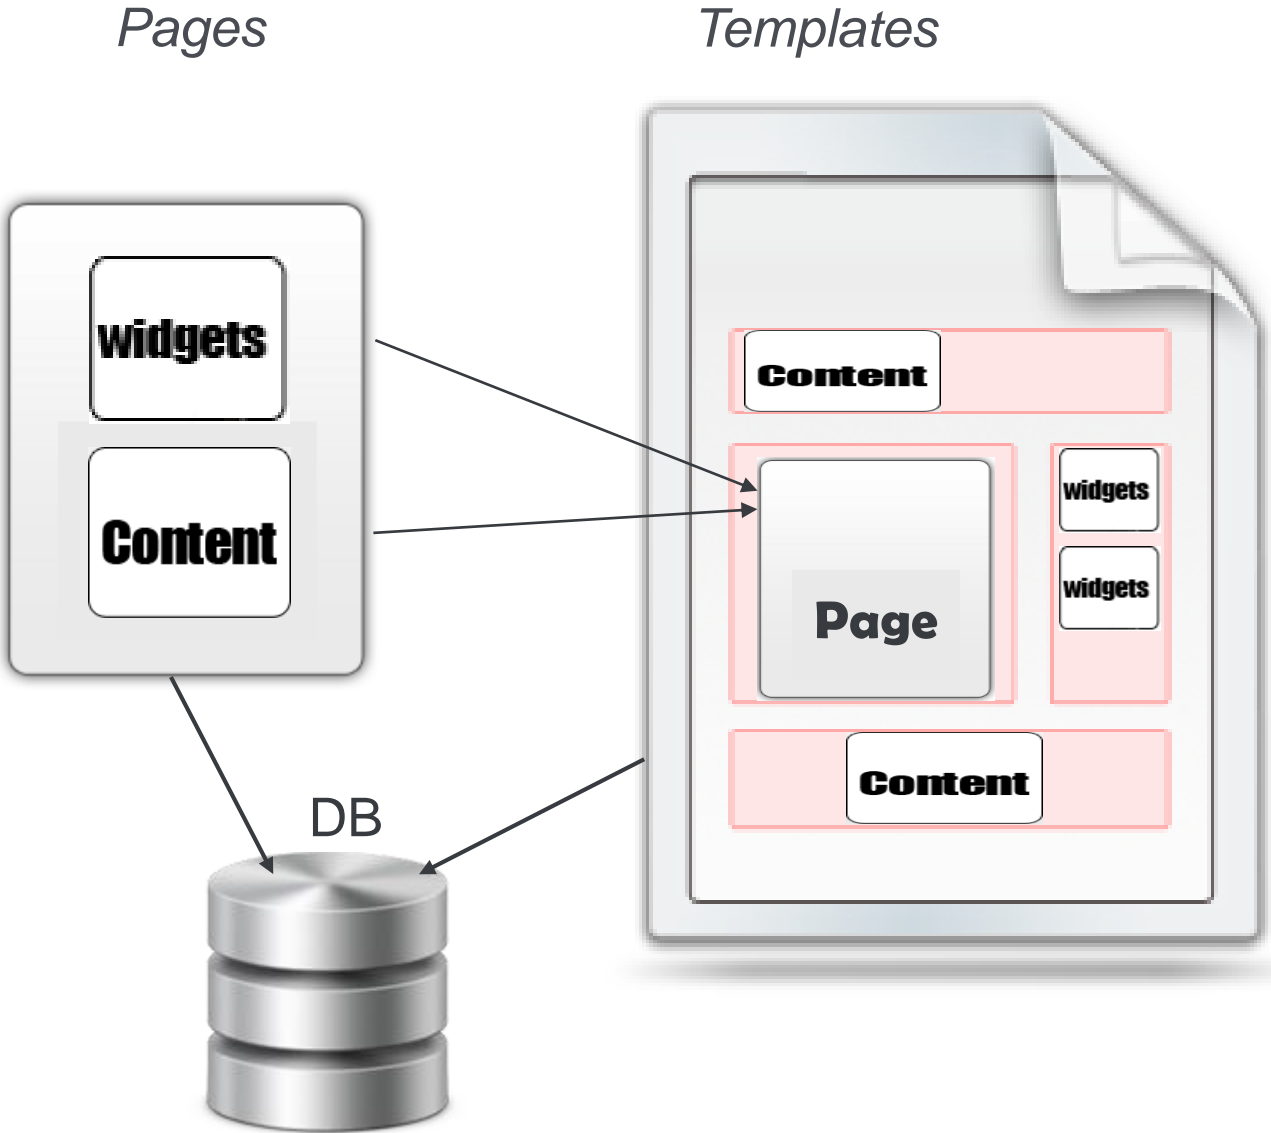 Pages
Templates
widgets
Content
Content
Page
widgets
widgets
Content
DB